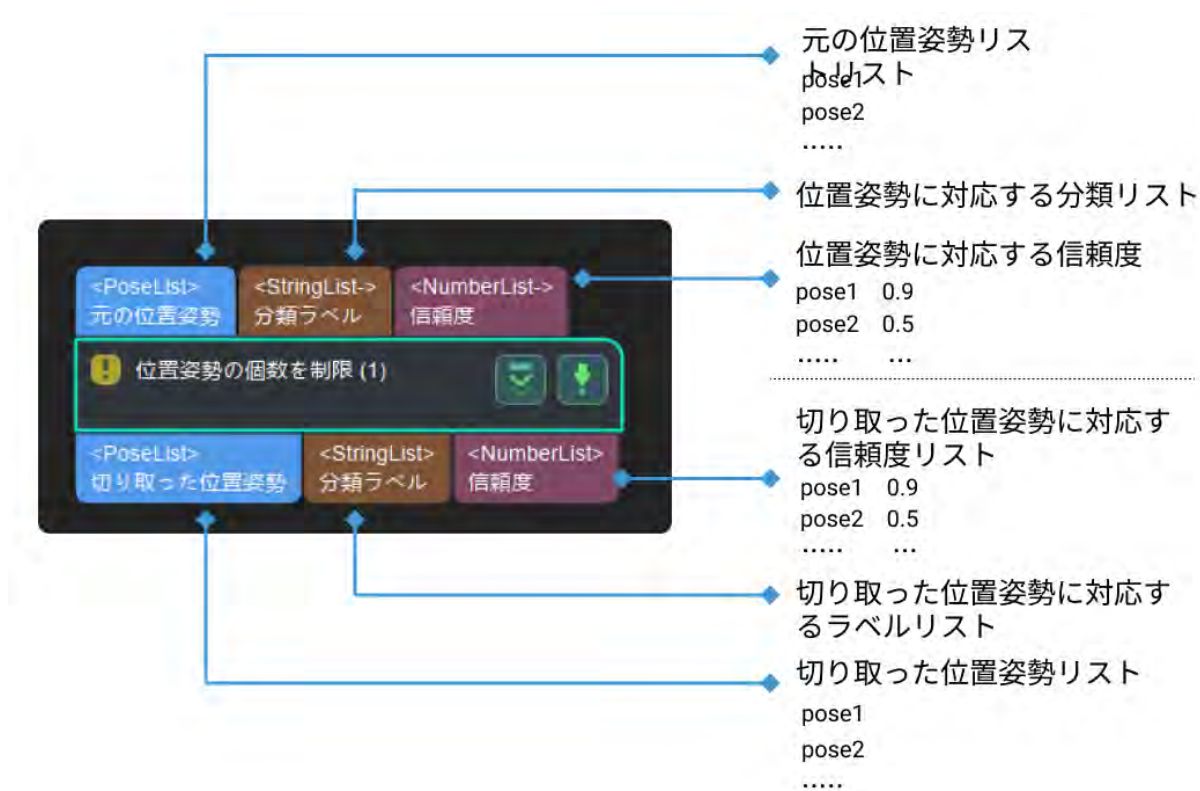 元の位置姿勢リス
トリスト
pose1
pose2
.....
位置姿勢に対応する分類リスト
位置姿勢に対応する信頼度
pose1 0.9
pose2 0.5
..... ...
<PoseList>
元の位置姿勢
<StringList->
分類ラベル
<NumberList->
信頼度
位置姿勢の個数を制限 (1)
<PoseList>
切り取った位置姿勢
<StringList>
分類ラベル
<NumberList>
信頼度
切り取った位置姿勢に対応す
る信頼度リスト
pose1 0.9
pose2 0.5
..... ...
切り取った位置姿勢に対応す
るラベルリスト
切り取った位置姿勢リスト
pose1
pose2
.....